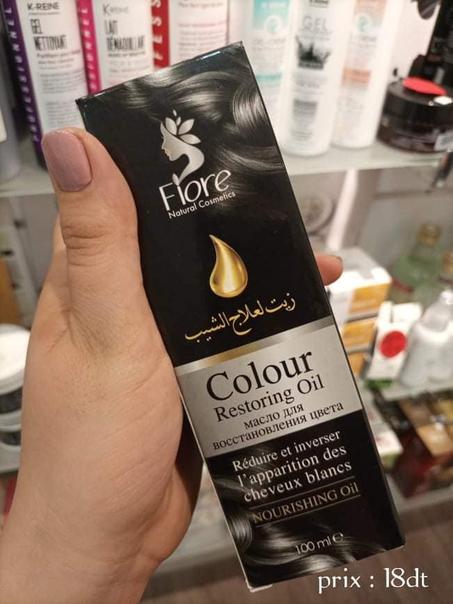 K-REINE
GEL
NETTOYANT
K-REINE
LAIT
DÉMAQUILLANT
GEL
Fiore
Natural Cosmetics
زيت لعلاج الشيب
Colour
Restoring Oil
масло для
восстановления цвета
Réduire et inverser
l'apparition des
cheveux blancs
NOURISHING Oil
100 ml e
prix : 18dt